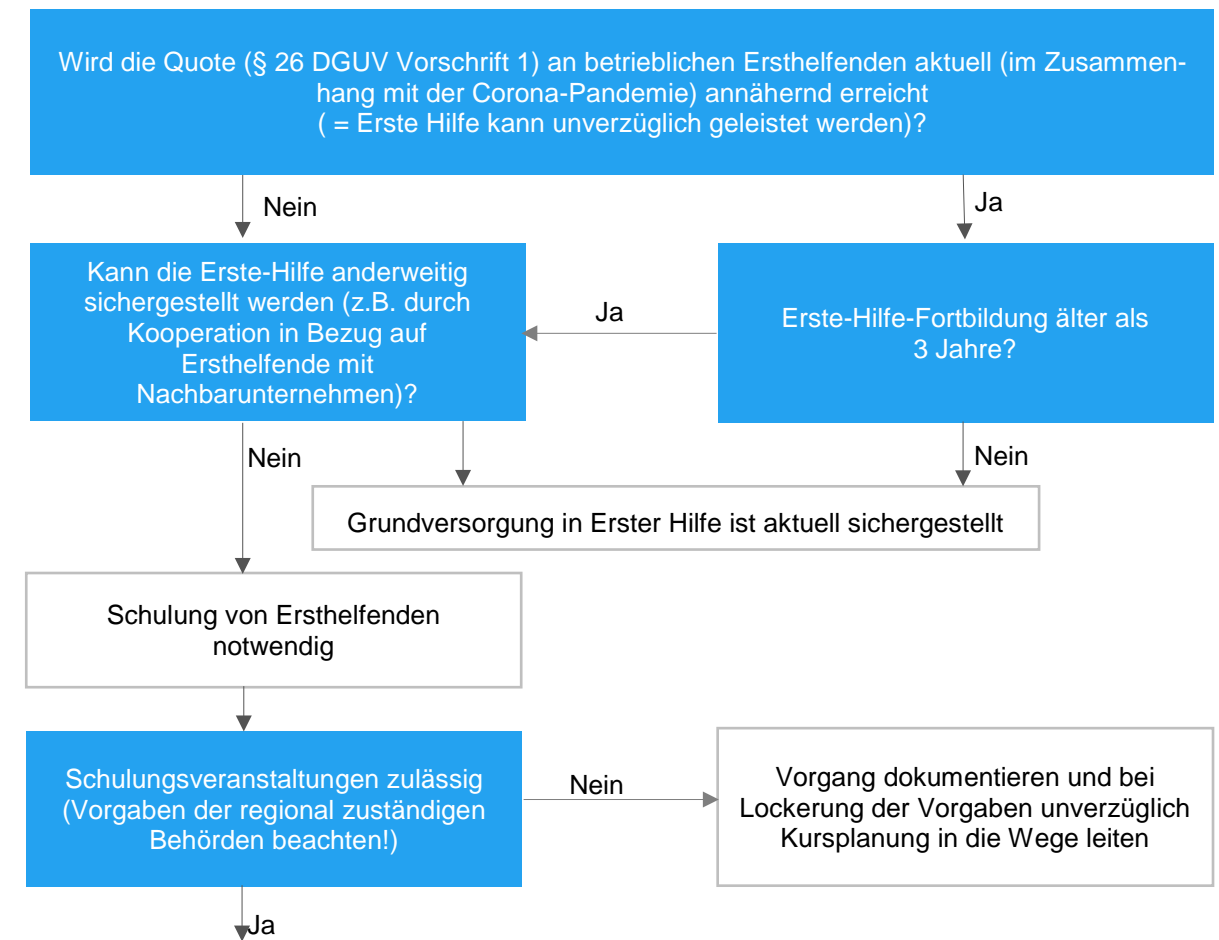 Wird die Quote (§ 26 DGUV Vorschrift 1) an betrieblichen Ersthelfenden aktuell (im Zusammen-
hang mit der Corona-Pandemie) annähernd erreicht
( = Erste Hilfe kann unverzüglich geleistet werden)?
Nein
Ja
Kann die Erste-Hilfe anderweitig
sichergestellt werden (z.B. durch
Kooperation in Bezug auf
Ersthelfende mit
Nachbarunternehmen)?
Ja
Erste-Hilfe-Fortbildung älter als
3 Jahre?
Nein
Nein
Grundversorgung in Erster Hilfe ist aktuell sichergestellt
Schulung von Ersthelfenden
notwendig
Schulungsveranstaltungen zulässig
(Vorgaben der regional zuständigen
Behörden beachten!)
Nein
Vorgang dokumentieren und bei
Lockerung der Vorgaben unverzüglich
Kursplanung in die Wege leiten
Ja